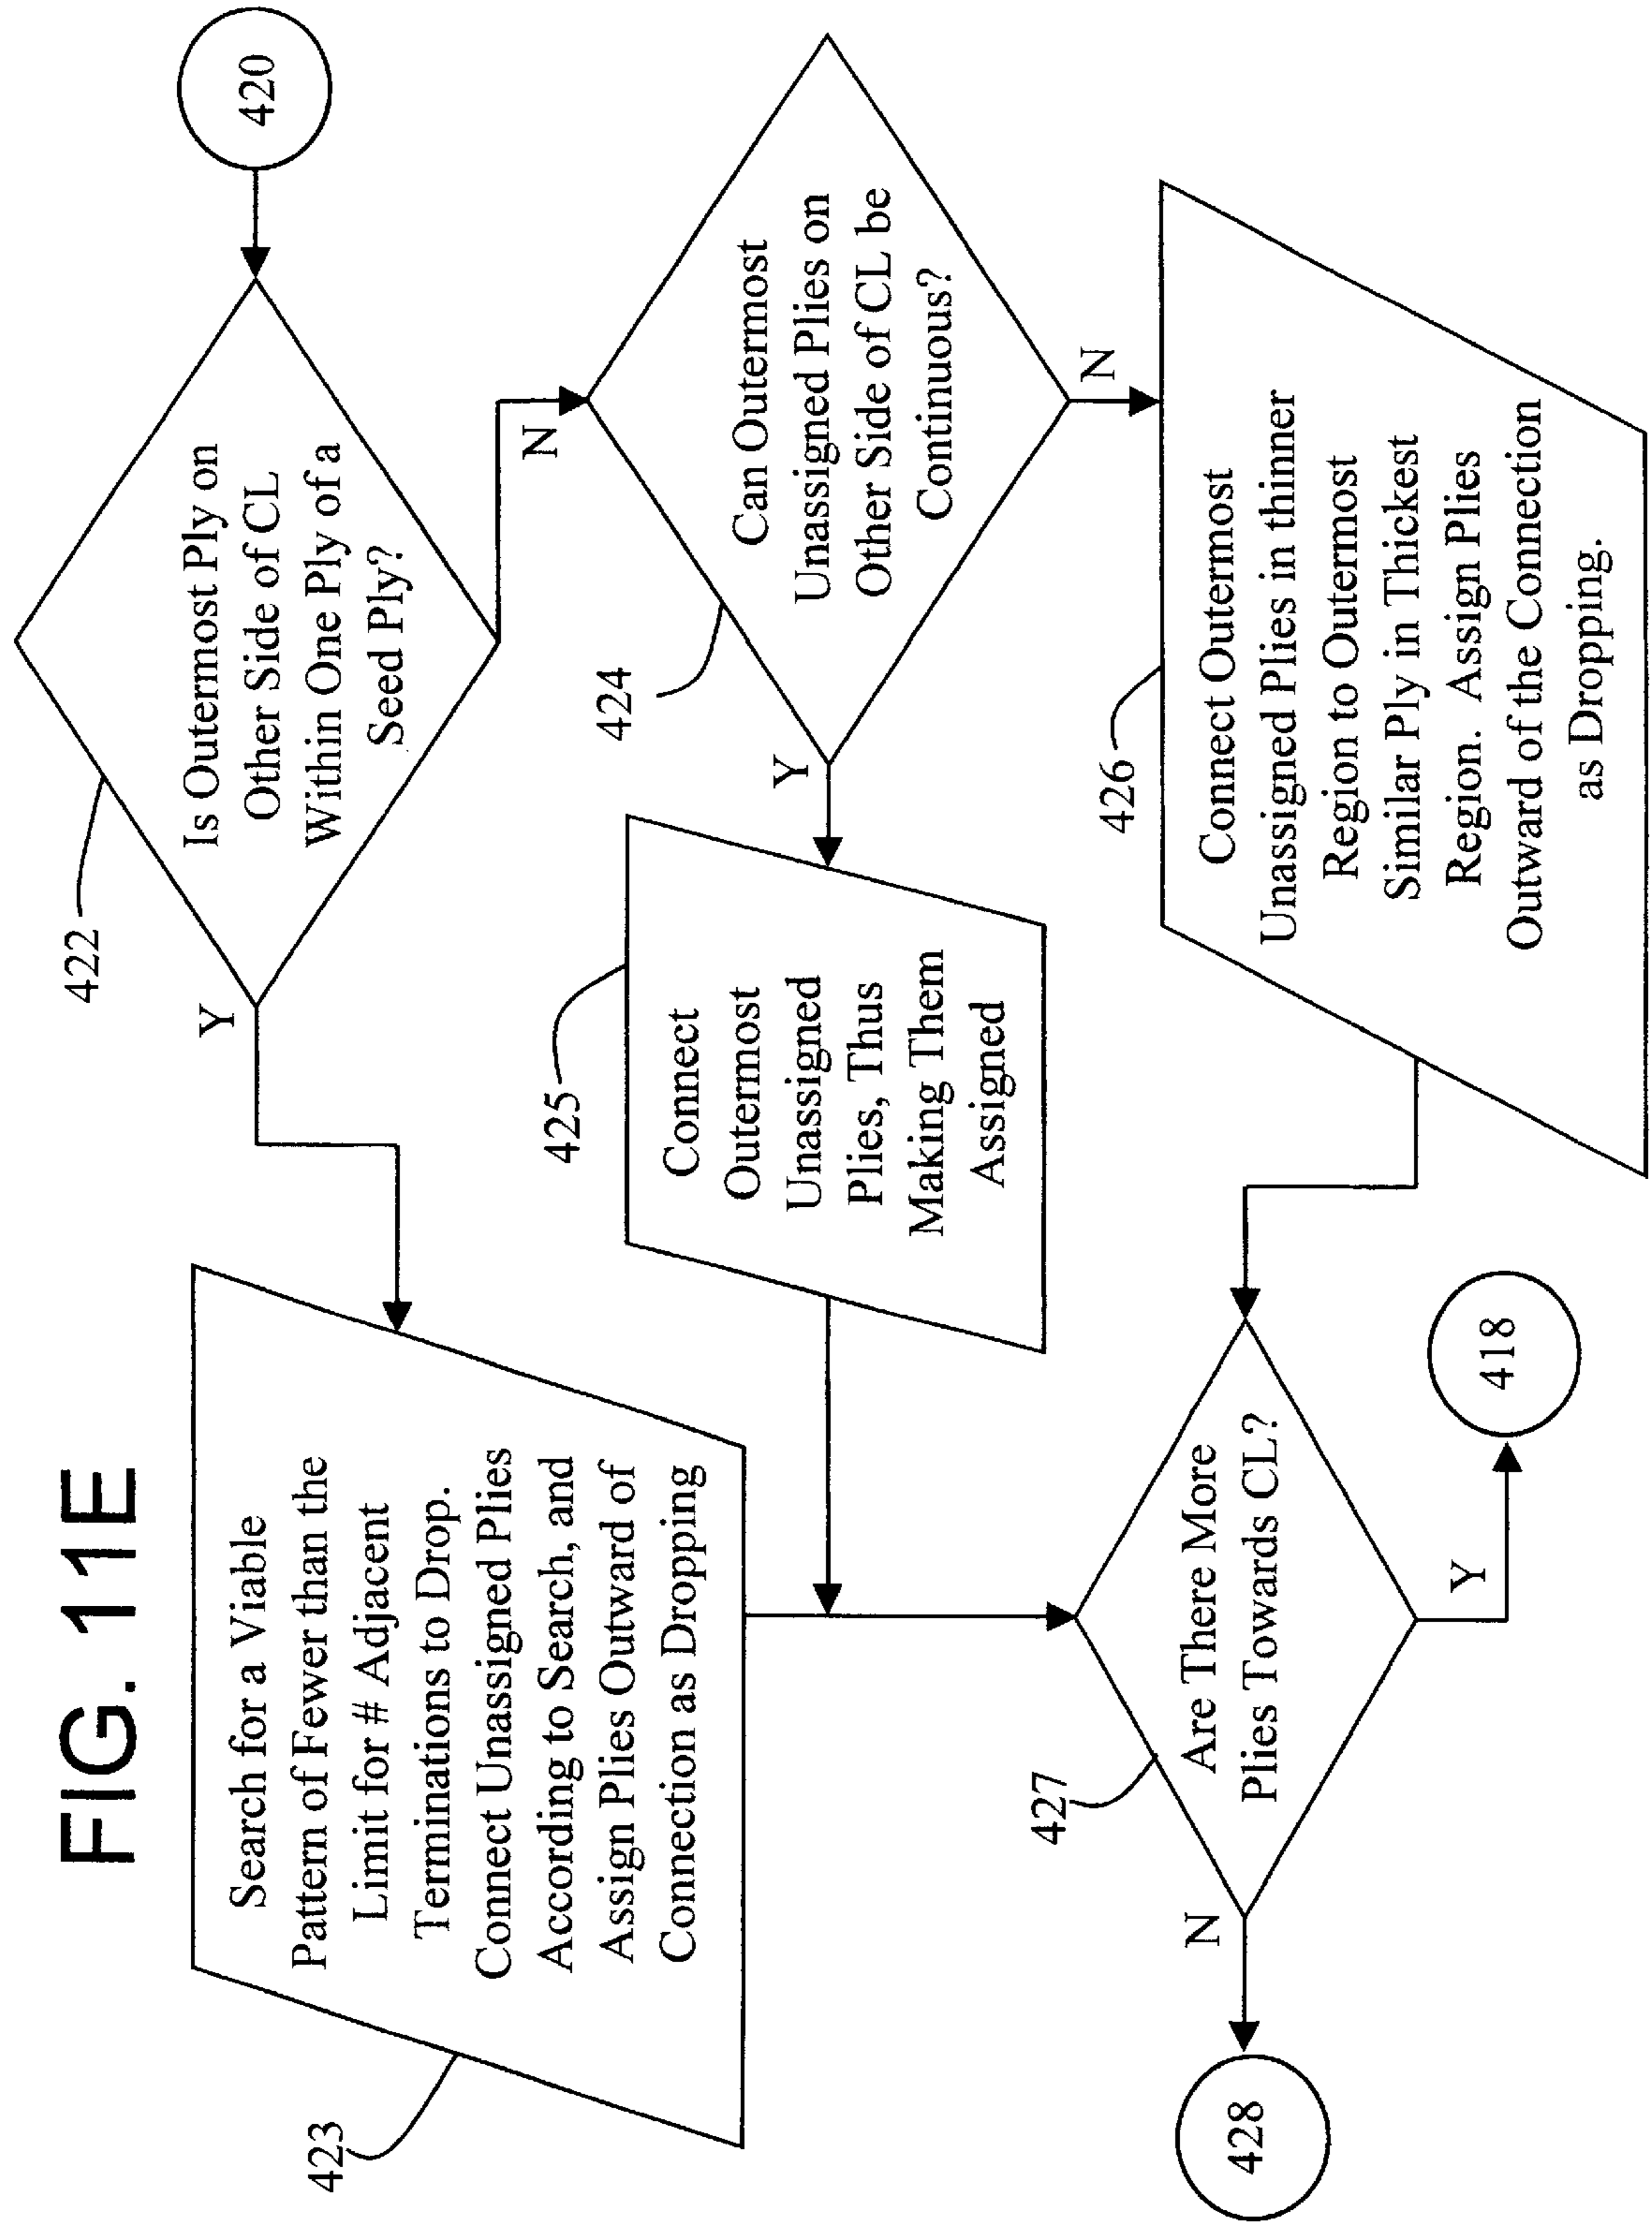 FIG. 11E
420
422
Is Outermost Ply on
Other Side of CL
Within One Ply of a
Seed Ply?
Y
N
423
Search for a Viable
Pattern of Fewer than the
Limit for # Adjacent
Terminations to Drop.
Connect Unassigned Plies
According to Search, and
Assign Plies Outward of
Connection as Dropping
424
Can Outermost
Unassigned Plies on
Other Side of CL be
Continuous?
Y
N
425
Connect
Outermost
Unassigned
Plies, Thus
Making Them
Assigned
426
Connect Outermost
Unassigned Plies in thinner
Region to Outermost
Similar Ply in Thickest
Region. Assign Plies
Outward of the Connection
as Dropping.
427
Are There More
Plies Towards CL?
N
Y
428
418